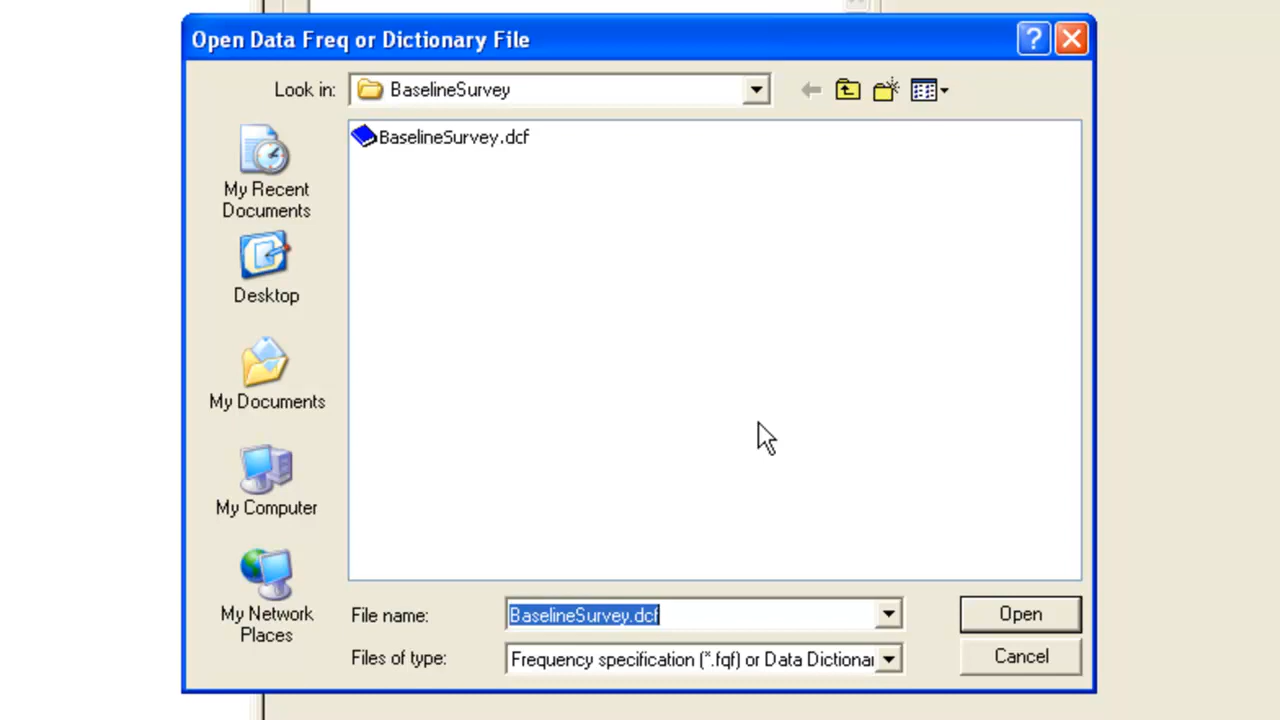 Open Data Freq or Dictionary File
Look in:
BaselineSurvey
BaselineSurvey.dcf
My Recent
Documents
Desktop
My Documents
My Computer
My Network
Places
File name:
BaselineSurvey.dcf
Open
Files of type:
Frequency specification (*.fqf) or Data Dictionar
Cancel